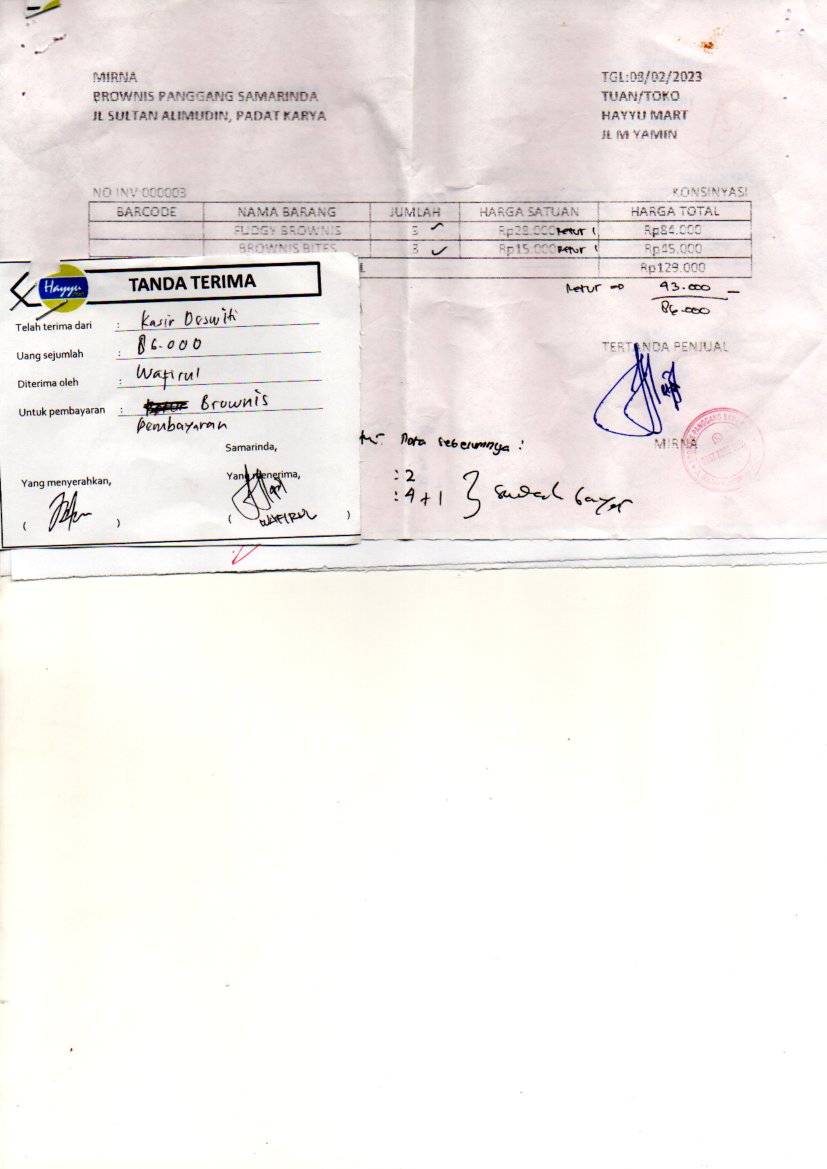 MIRNA
BROWNIS PANGGANG SAMARINDA
JL SULTAN ALIMUDIN, PADAT KARYA
TGL:08/02/2023
TUAN/TOKO
HAYYU MART
JL M YAMIN
NO INV 000003
KONSINYASI
BARCODE NAMA BARANG JUMLAH HARGA SATUAN HARGA TOTAL
FUDGY BROWNIS 3 Rp28.000 retur 1 Rp84.000
BROWNIS BITES 3 Rp15.000 retur 1 Rp45.000
Rp129.000
Retur 43.000
86.000
TERTANDA PENJUAL
MIRNA
Nota sebelumnya :
: 2
: 4 + 1 } sudah bayar
Hayyu
TANDA TERIMA
Telah terima dari : Kasir Deswiti
Uang sejumlah : 86.000
Diterima oleh : Wafirul
Untuk pembayaran : Brownis
Pembayaran
Samarinda,
Yang menyerahkan, Yang menerima,
( ) ( WAFIRUL )